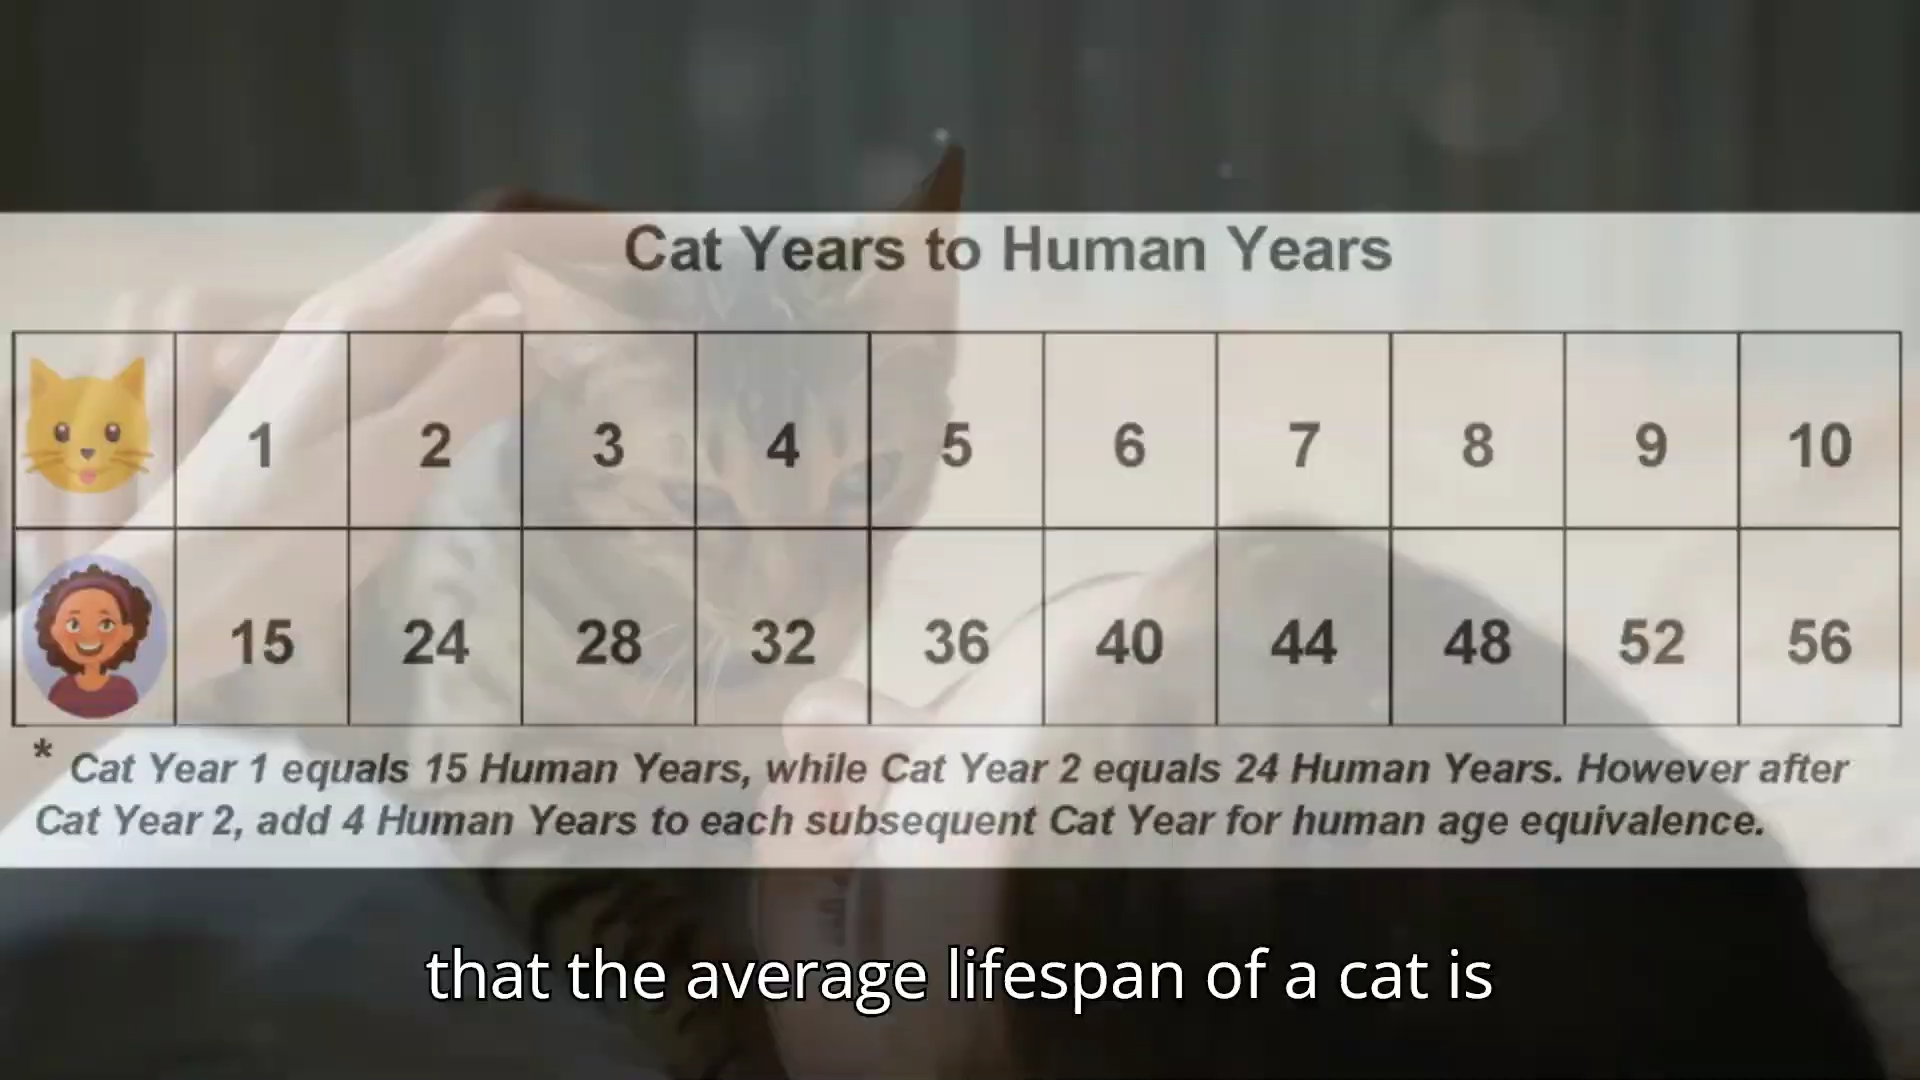 Cat Years to Human Years
1 2 3 4 5 6 7 8 9 10
15 24 28 32 36 40 44 48 52 56
* Cat Year 1 equals 15 Human Years, while Cat Year 2 equals 24 Human Years. However after
Cat Year 2, add 4 Human Years to each subsequent Cat Year for human age equivalence.
that the average lifespan of a cat is